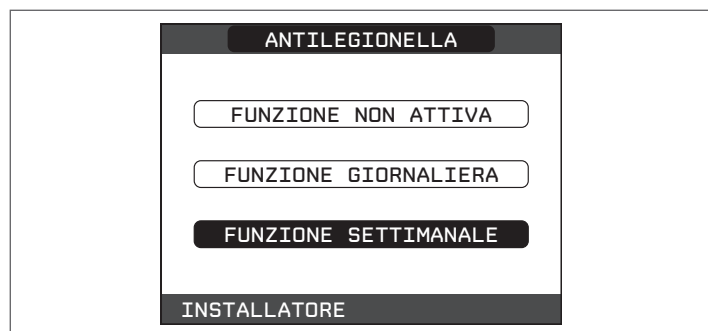 ANTILEGIONELLA
FUNZIONE NON ATTIVA
FUNZIONE GIORNALIERA
FUNZIONE SETTIMANALE
INSTALLATORE